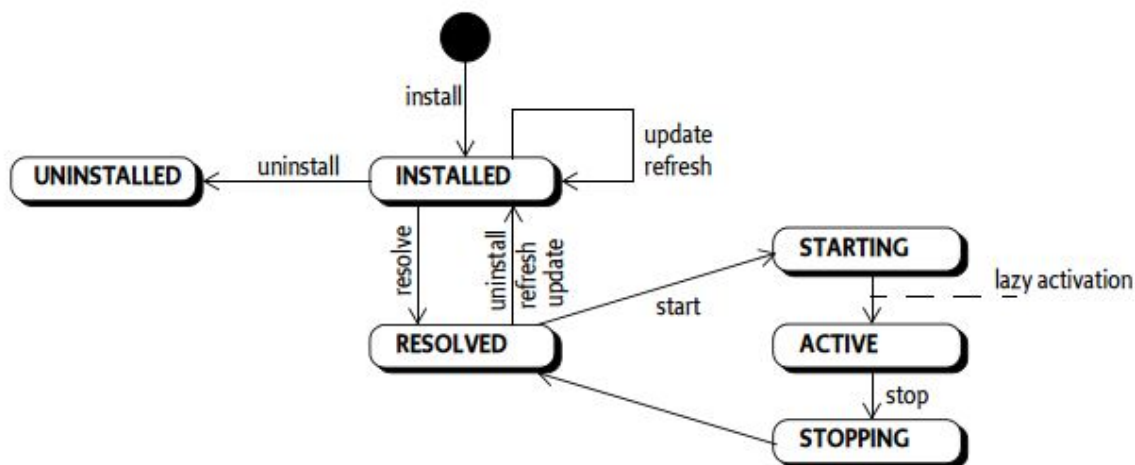 install
update
refresh
UNINSTALLED
uninstall
INSTALLED
resolve
uninstall
refresh
update
STARTING
lazy activation
start
RESOLVED
ACTIVE
stop
STOPPING